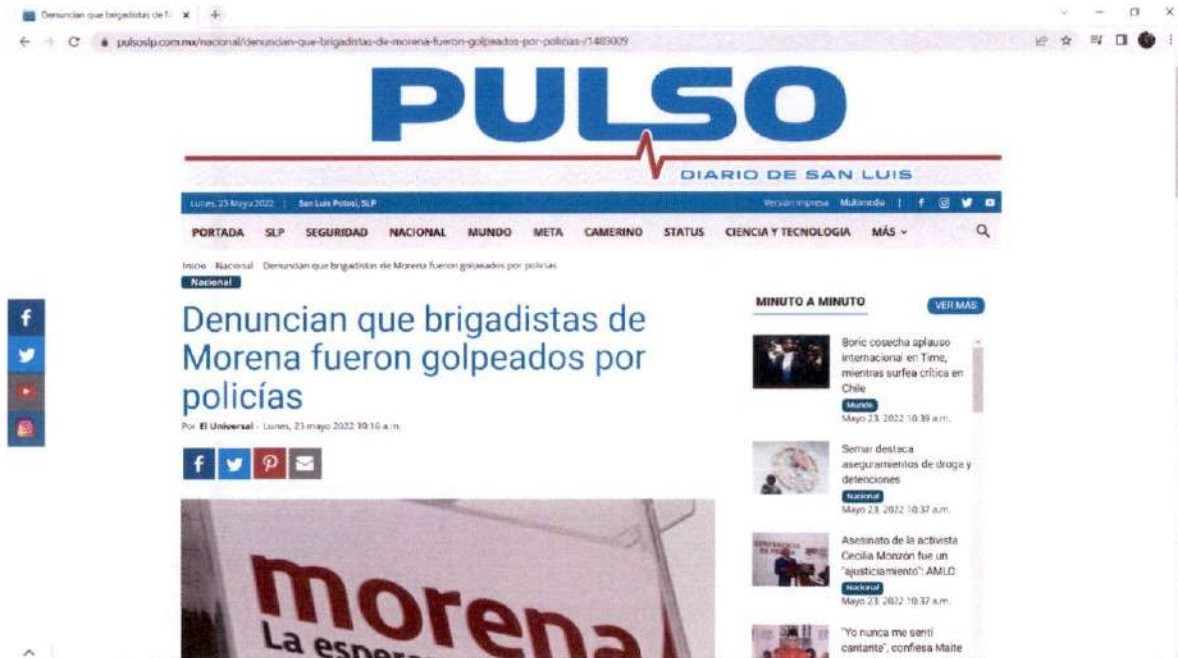 Denuncian que brigadistas de
pulsoslp.com.mx/nacional/denuncian-que-brigadistas-de-morena-fueron-golpeados-por-policias-/1489009
PULSO
DIARIO DE SAN LUIS
Lunes, 23 Mayo 2022 | San Luis Potosí, SLP
Versión impresa Multimedia |
PORTADA SLP SEGURIDAD NACIONAL MUNDO META CAMERINO STATUS CIENCIA Y TECNOLOGIA MÁS
Inicio Nacional Denuncian que brigadistas de Morena fueron golpeados por policías
Nacional
Denuncian que brigadistas de
Morena fueron golpeados por
policías
Por El Universal - Lunes, 23 mayo 2022 10:16 a.m.
morena
La esper
MINUTO A MINUTO
VER MÁS
Boric cosecha aplauso
internacional en Time,
mientras surfea crítica en
Chile
Mundo
Mayo 23, 2022 10:39 a.m.
Semar destaca
aseguramientos de droga y
detenciones
Nacional
Mayo 23, 2022 10:37 a.m.
Asesinato de la activista
Cecilia Monzón fue un
"ajusticiamiento": AMLO
Nacional
Mayo 23, 2022 10:37 a.m.
"Yo nunca me sentí
cantante", confiesa Maite